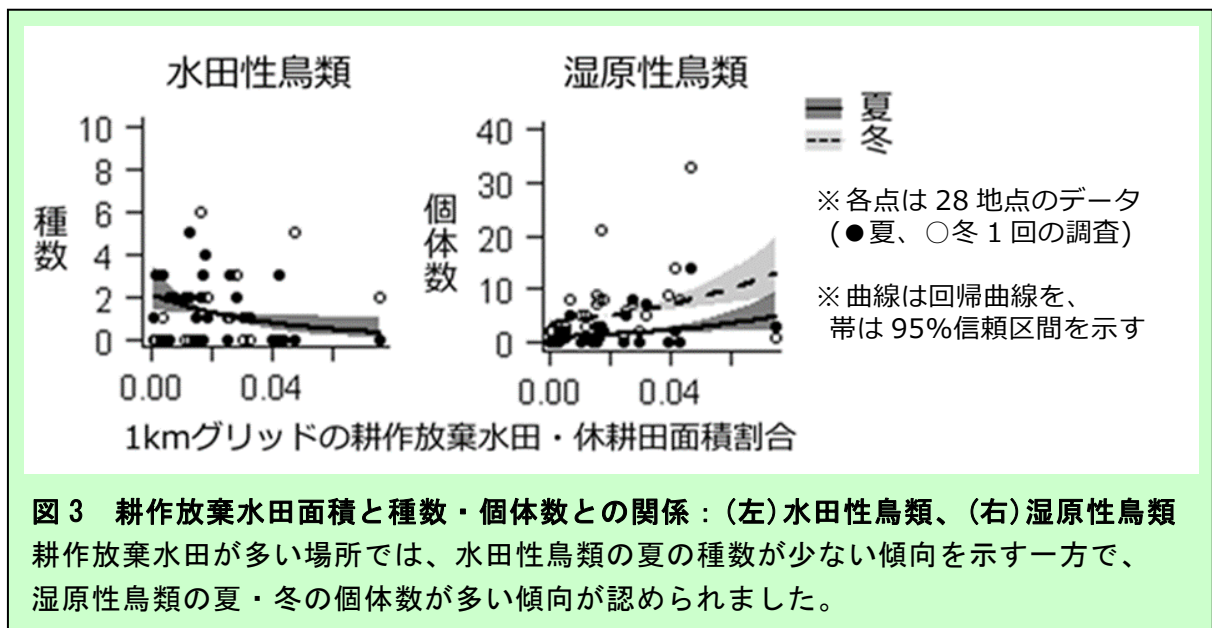 水田性鳥類
10
8
6
4
2
0
種数
0.00
0.04
湿原性鳥類
40
30
20
10
0
個体数
0.00
0.04
夏
冬
※各点は 28 地点のデータ
(●夏、○冬 1 回の調査)
※曲線は回帰曲線を、
帯は 95%信頼区間を示す
1kmグリッドの耕作放棄水田・休耕田面積割合
図 3　耕作放棄水田面積と種数・個体数との関係：(左)水田性鳥類、(右)湿原性鳥類
耕作放棄水田が多い場所では、水田性鳥類の夏の種数が少ない傾向を示す一方で、
湿原性鳥類の夏・冬の個体数が多い傾向が認められました。